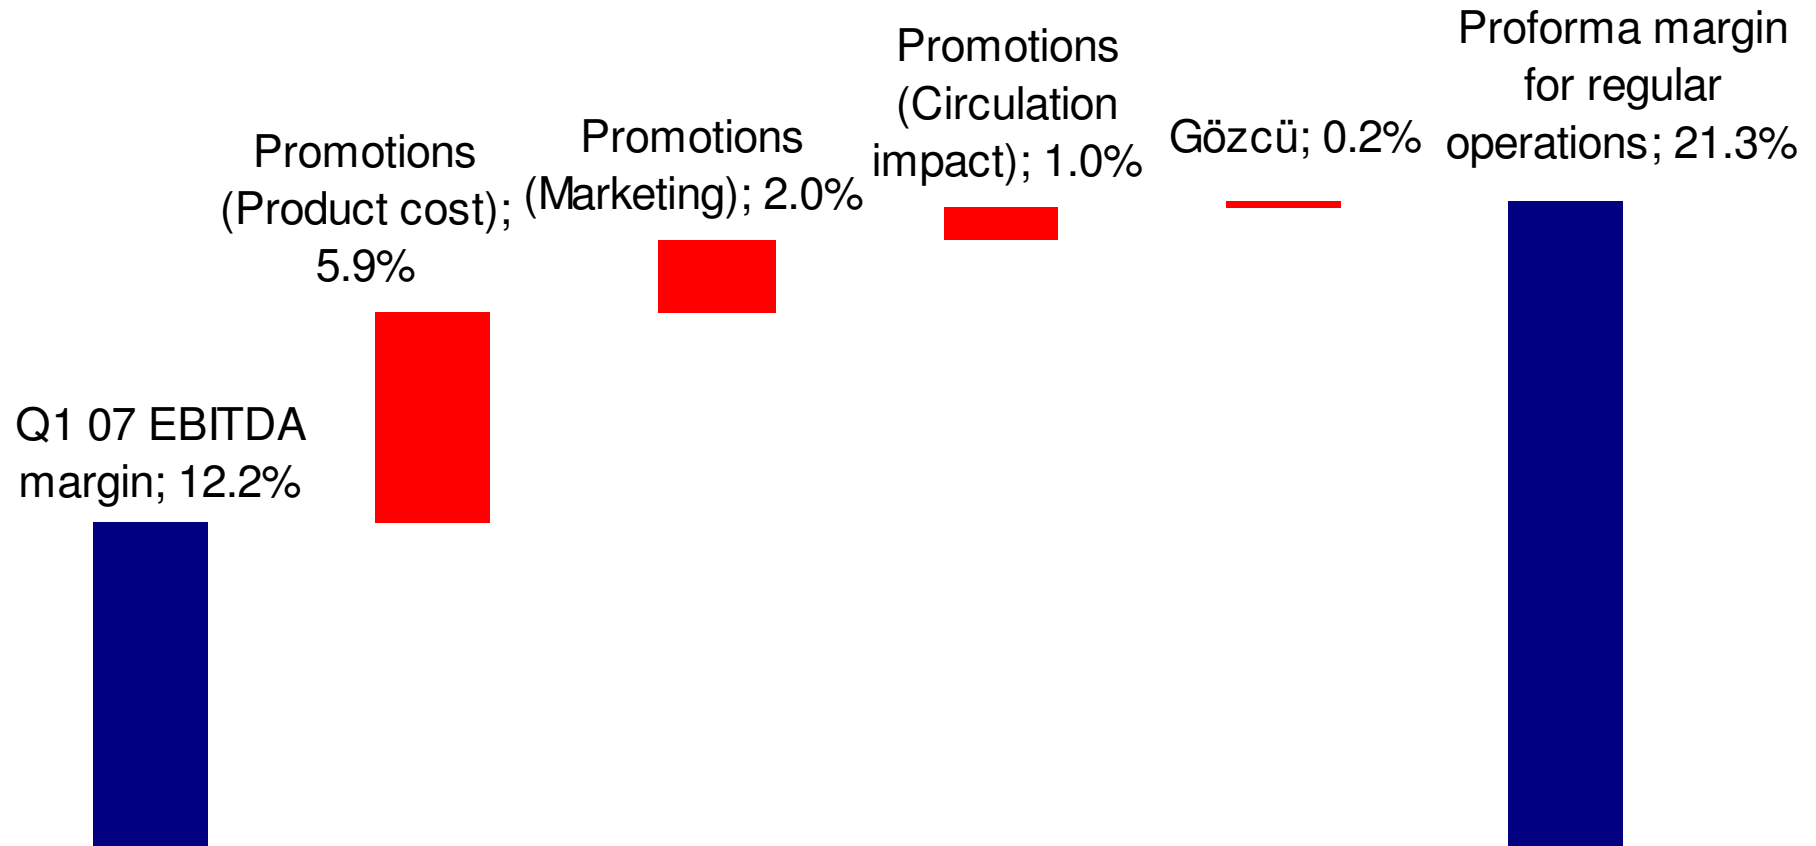 Q1 07 EBITDA
margin; 12.2%
Promotions
(Product cost);
5.9%
Promotions
(Marketing); 2.0%
Promotions
(Circulation
impact); 1.0%
Gözcü; 0.2%
Proforma margin
for regular
operations; 21.3%